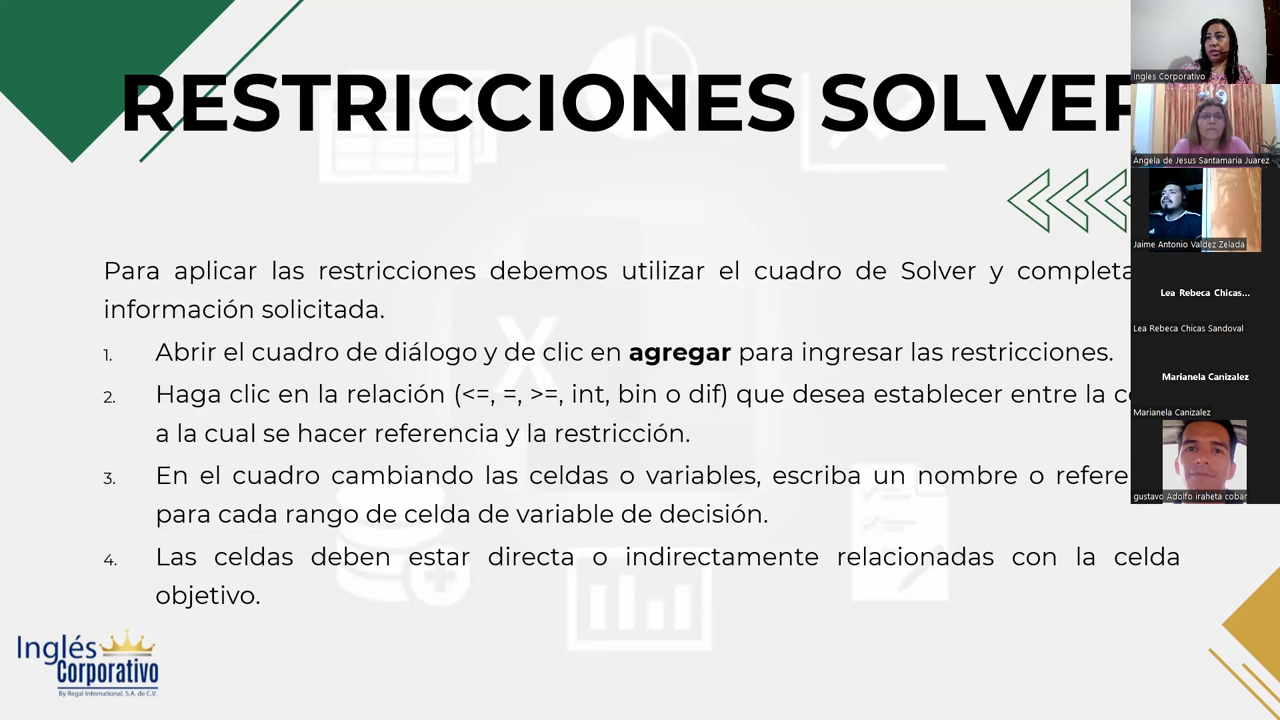 RESTRICCIONES SOLVER
Para aplicar las restricciones debemos utilizar el cuadro de Solver y completa
información solicitada.
1. Abrir el cuadro de diálogo y de clic en agregar para ingresar las restricciones.
2. Haga clic en la relación (<=, =, >=, int, bin o dif) que desea establecer entre la
a la cual se hacer referencia y la restricción.
3. En el cuadro cambiando las celdas o variables, escriba un nombre o refere
para cada rango de celda de variable de decisión.
4. Las celdas deben estar directa o indirectamente relacionadas con la celda
objetivo.
Inglés
Corporativo
By Regal International, S.A. de C.V.
Ingles Corporativo
Angela de Jesus Santamaria Juarez
Jaime Antonio Valdez Zelada
Lea Rebeca Chicas...
Lea Rebeca Chicas Sandoval
Marianela Canizalez
Marianela Canizalez
gustavo Adolfo iraheta cobar